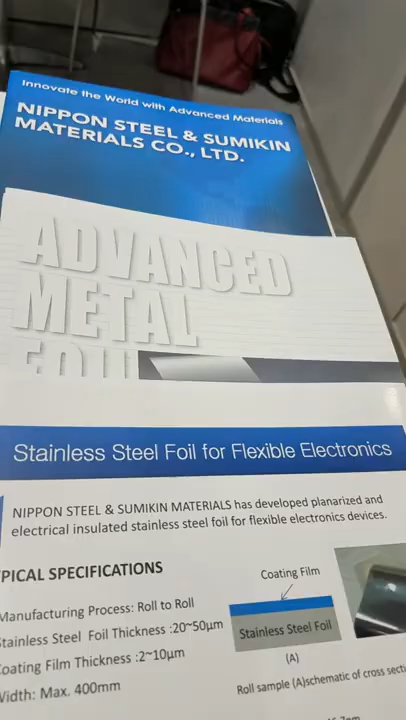 Innovate the World with Advanced Materials
NIPPON STEEL & SUMIKIN
MATERIALS CO., LTD.
ADVANCED
METAL
FOIL
Stainless Steel Foil for Flexible Electronics
NIPPON STEEL & SUMIKIN MATERIALS has developed planarized and
electrical insulated stainless steel foil for flexible electronics devices.
PICAL SPECIFICATIONS
Manufacturing Process: Roll to Roll
Stainless Steel Foil Thickness :20~50μm
Coating Film Thickness :2~10μm
Width: Max. 400mm
Coating Film
Stainless Steel Foil
(A)
Roll sample (A)schematic of cross